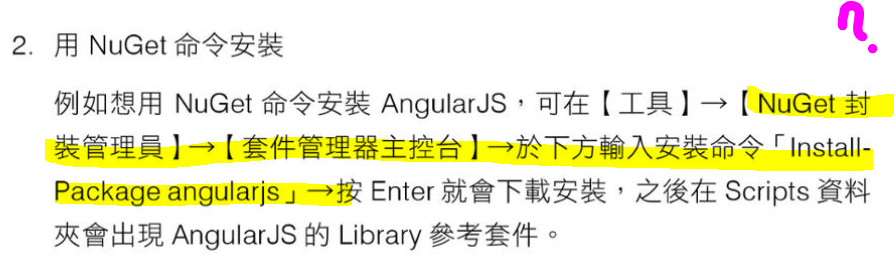 ?
2. 用 NuGet 命令安裝
例如想用 NuGet 命令安裝 AngularJS，可在【工具】→【NuGet 封
裝管理員】→【套件管理器主控台】→於下方輸入安裝命令「Install-
Package angularjs」→按 Enter 就會下載安裝，之後在 Scripts 資料
夾會出現 AngularJS 的 Library 參考套件。